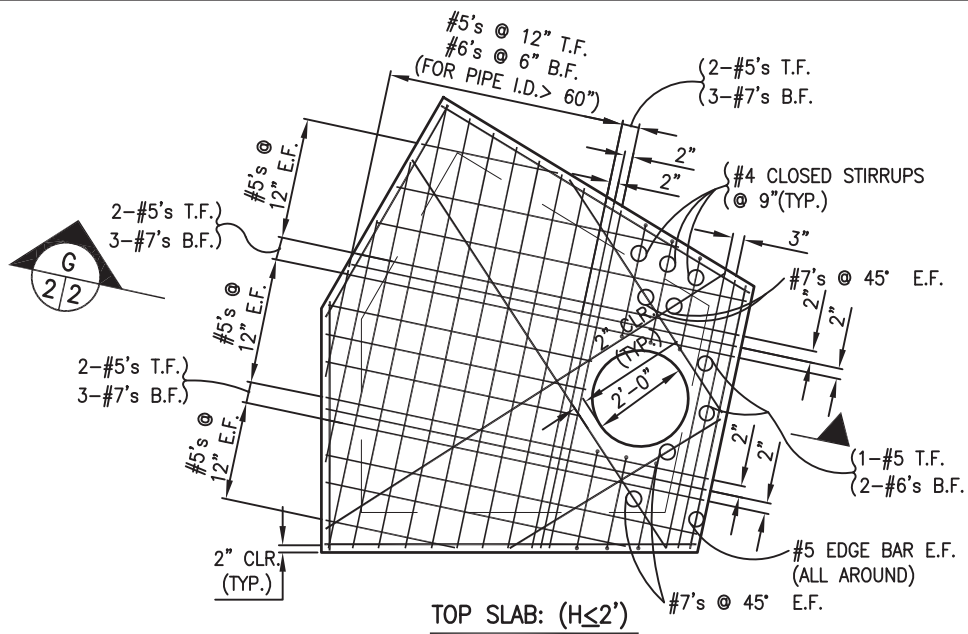 #5's @ 12" T.F.
#6's @ 6" B.F.
(FOR PIPE I.D.> 60")
(2-#5's T.F.
(3-#7's B.F.
2"
2"
#4 CLOSED STIRRUPS
@ 9"(TYP.)
3"
#5's @
12" E.F.
2-#5's T.F.)
3-#7's B.F.)
G
2 2
#7's @ 45° E.F.
2"
2"
#5's @
12" E.F.
2" CLR.
(TYP.)
2'-0"
2-#5's T.F.)
3-#7's B.F.)
#5's @
12" E.F.
2"
2"
(1-#5 T.F.
(2-#6's B.F.
2" CLR.
(TYP.)
#5 EDGE BAR E.F.
(ALL AROUND)
#7's @ 45° E.F.
TOP SLAB: (H≤2')